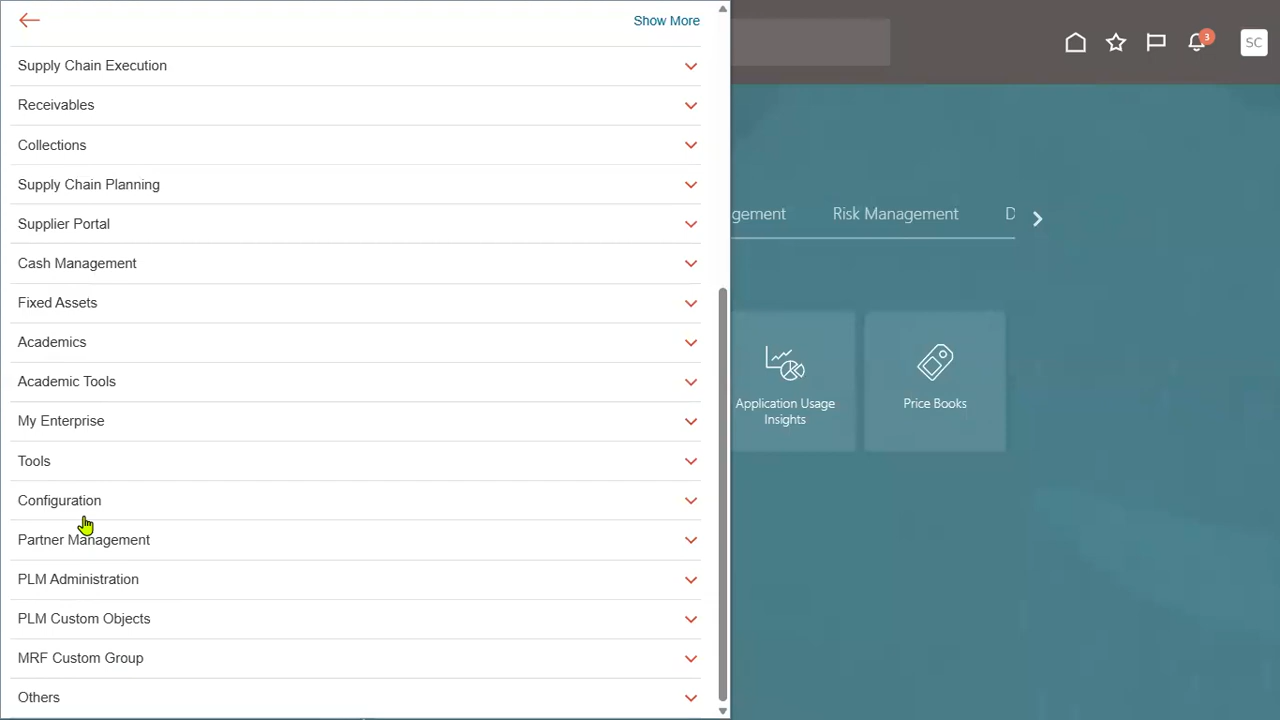 Show More
Supply Chain Execution
Receivables
Collections
Supply Chain Planning
Supplier Portal
Cash Management
Fixed Assets
Academics
Academic Tools
My Enterprise
Tools
Configuration
Partner Management
PLM Administration
PLM Custom Objects
MRF Custom Group
Others
3
SC
gement
Risk Management
D
Application Usage
Insights
Price Books